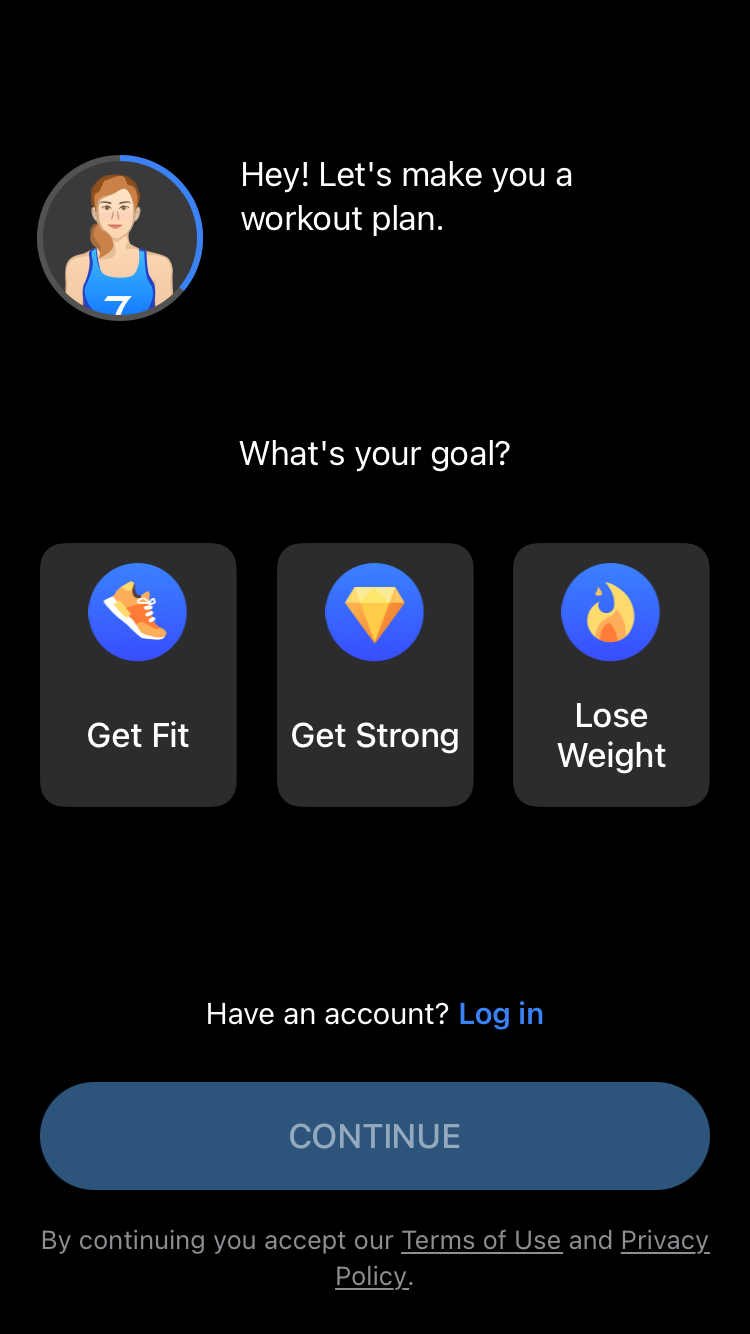 Hey! Let's make you a
workout plan.
7
What's your goal?
Get Fit
Get Strong
Lose
Weight
Have an account? Log in
CONTINUE
By continuing you accept our Terms of Use and Privacy
Policy.